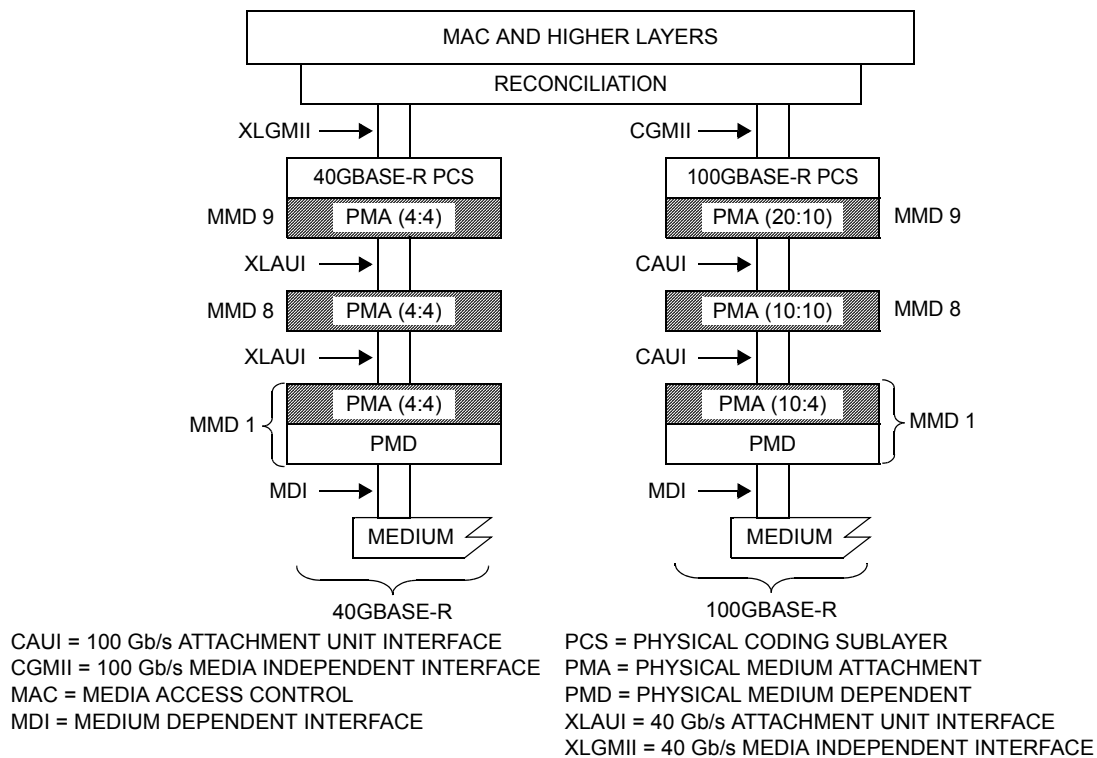 MAC AND HIGHER LAYERS
RECONCILIATION
XLGMII
CGMII
40GBASE-R PCS
100GBASE-R PCS
MMD 9
PMA (4:4)
PMA (20:10)
MMD 9
XLAUI
CAUI
MMD 8
PMA (4:4)
PMA (10:10)
MMD 8
XLAUI
CAUI
PMA (4:4)
PMA (10:4)
MMD 1
MMD 1
PMD
PMD
MDI
MDI
MEDIUM
MEDIUM
40GBASE-R
100GBASE-R
CAUI = 100 Gb/s ATTACHMENT UNIT INTERFACE
CGMII = 100 Gb/s MEDIA INDEPENDENT INTERFACE
MAC = MEDIA ACCESS CONTROL
MDI = MEDIUM DEPENDENT INTERFACE
PCS = PHYSICAL CODING SUBLAYER
PMA = PHYSICAL MEDIUM ATTACHMENT
PMD = PHYSICAL MEDIUM DEPENDENT
XLAUI = 40 Gb/s ATTACHMENT UNIT INTERFACE
XLGMII = 40 Gb/s MEDIA INDEPENDENT INTERFACE